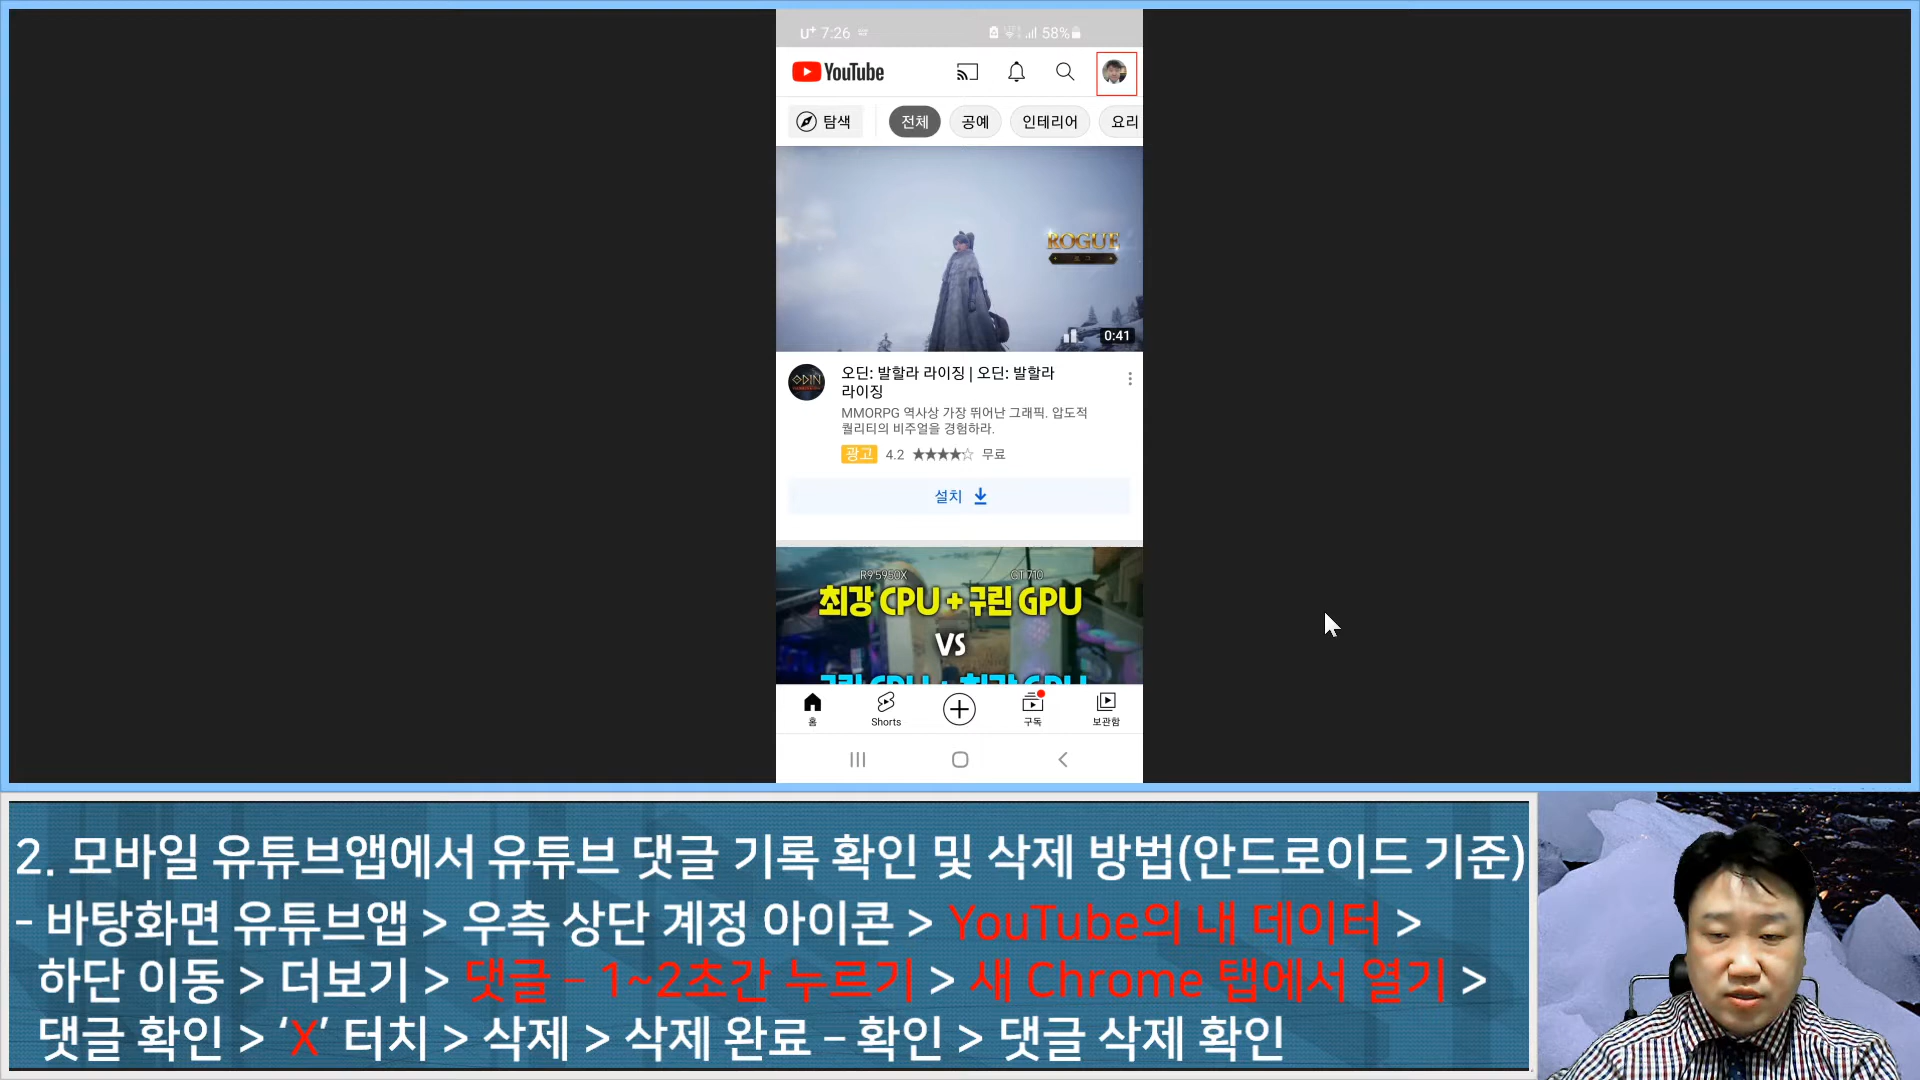 U+ 7:26
58%
YouTube
탐색
전체
공예
인테리어
요리
ROGUE
로그
0:41
ODIN
오딘: 발할라 라이징 | 오딘: 발할라
라이징
MMORPG 역사상 가장 뛰어난 그래픽. 압도적
퀄리티의 비주얼을 경험하라.
광고 4.2 ★★★★☆ 무료
설치
R9 5950X GT 710
최강 CPU + 구린 GPU
VS
구린 CPU + 최강 GPU
홈
Shorts
구독
보관함
2. 모바일 유튜브앱에서 유튜브 댓글 기록 확인 및 삭제 방법(안드로이드 기준)
- 바탕화면 유튜브앱 > 우측 상단 계정 아이콘 > YouTube의 내 데이터 >
하단 이동 > 더보기 > 댓글 - 1~2초간 누르기 > 새 Chrome 탭에서 열기 >
댓글 확인 > ‘X’ 터치 > 삭제 > 삭제 완료 - 확인 > 댓글 삭제 확인